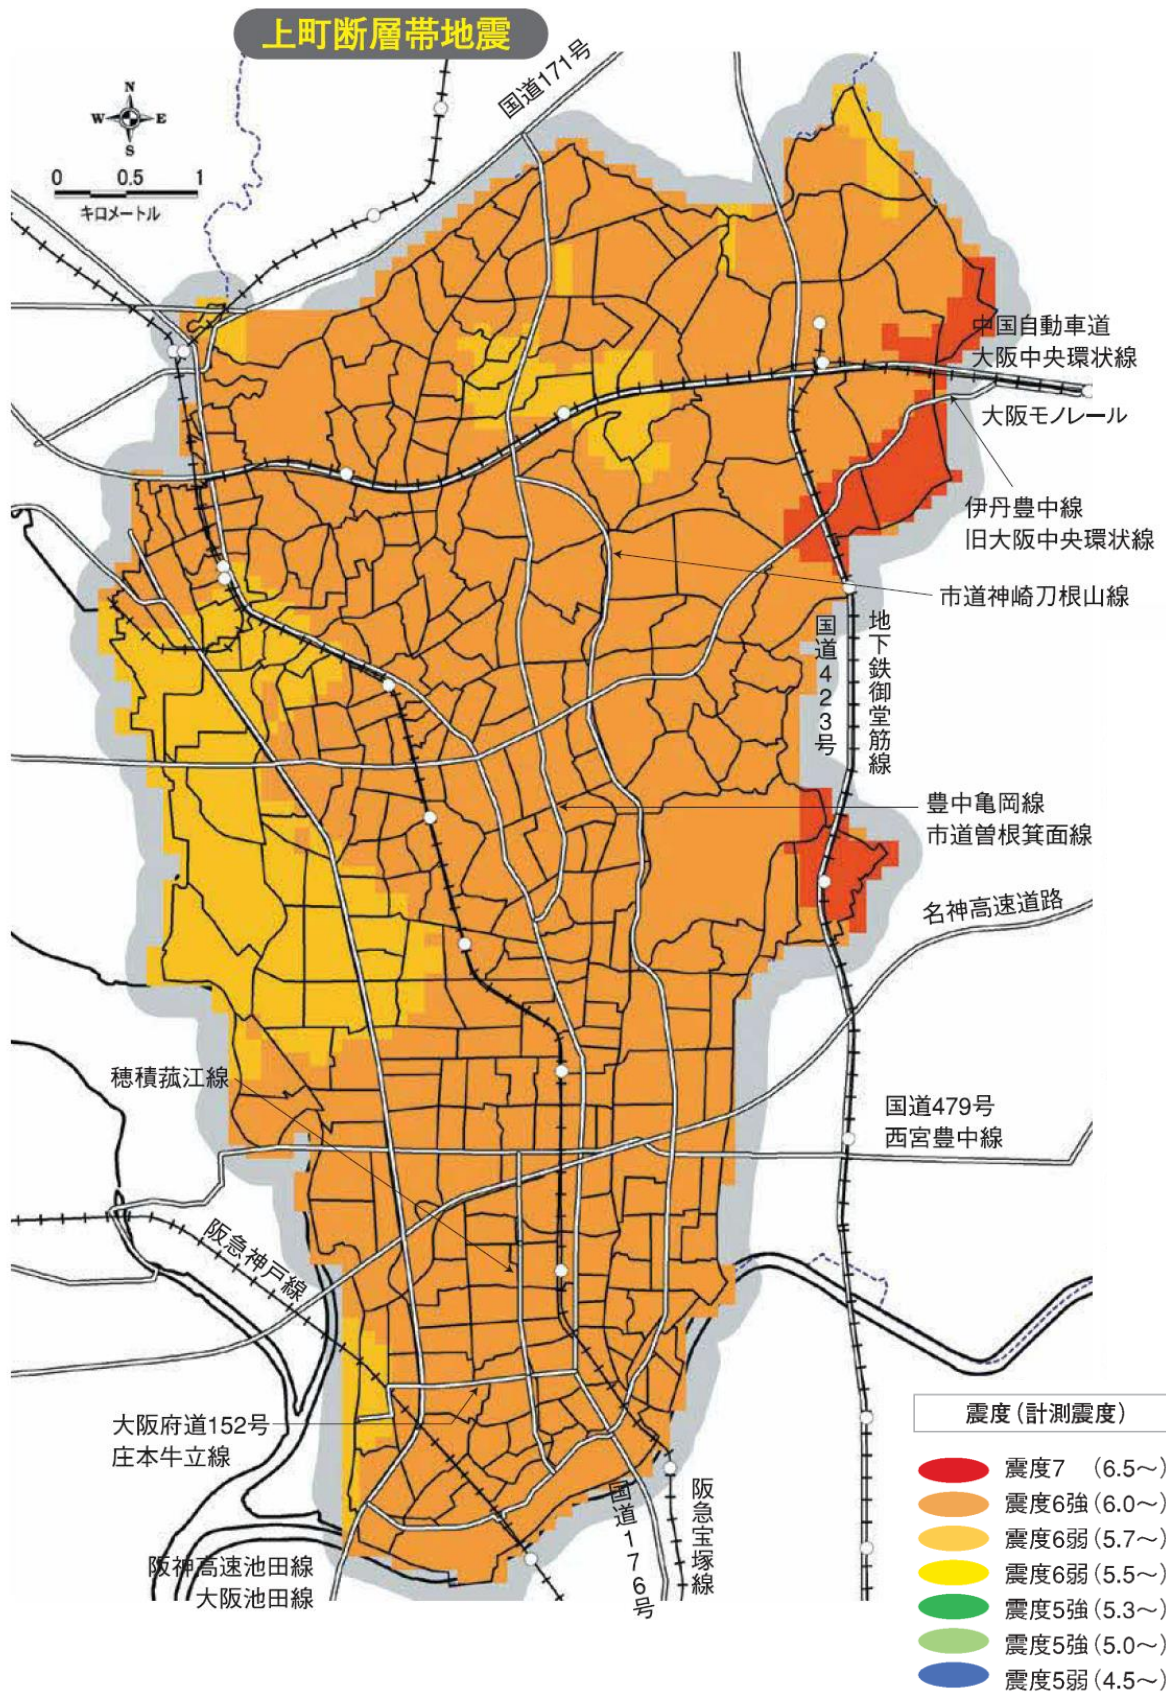 上町断層帯地震
国道171号
N
W E
S
0 0.5 1
キロメートル
中国自動車道
大阪中央環状線
大阪モノレール
伊丹豊中線
旧大阪中央環状線
市道神崎刀根山線
地下鉄御堂筋線
国道423号
豊中亀岡線
市道曽根箕面線
名神高速道路
穂積菰江線
国道479号
西宮豊中線
阪急神戸線
大阪府道152号
庄本牛立線
国道176号
阪急宝塚線
阪神高速池田線
大阪池田線
震度(計測震度)
震度7 (6.5〜)
震度6強(6.0〜)
震度6弱(5.7〜)
震度6弱(5.5〜)
震度5強(5.3〜)
震度5強(5.0〜)
震度5弱(4.5〜)